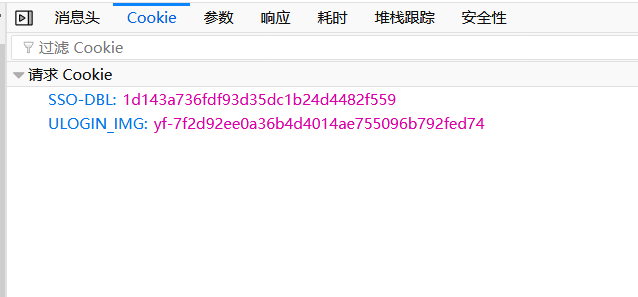 消息头 Cookie 参数 响应 耗时 堆栈跟踪 安全性
过滤 Cookie
请求 Cookie
SSO-DBL: 1d143a736fdf93d35dc1b24d4482f559
ULOGIN_IMG: yf-7f2d92ee0a36b4d4014ae755096b792fed74